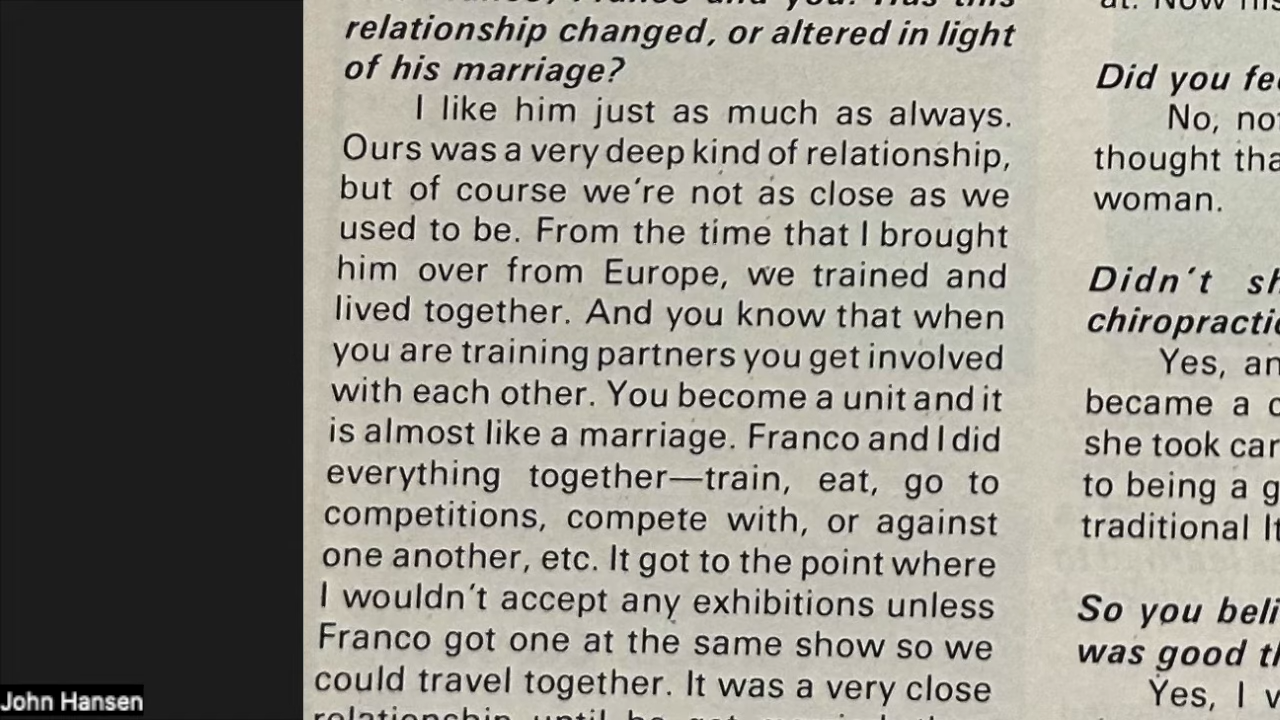 relationship changed, or altered in light
of his marriage?
I like him just as much as always.
Ours was a very deep kind of relationship,
but of course we're not as close as we
used to be. From the time that I brought
him over from Europe, we trained and
lived together. And you know that when
you are training partners you get involved
with each other. You become a unit and it
is almost like a marriage. Franco and I did
everything together—train, eat, go to
competitions, compete with, or against
one another, etc. It got to the point where
I wouldn't accept any exhibitions unless
Franco got one at the same show so we
could travel together. It was a very close
Did you
No,
thought
woman.
Didn't
Yes,
became a
she took
to being a
traditional
So you
was good
Yes, I
John Hansen